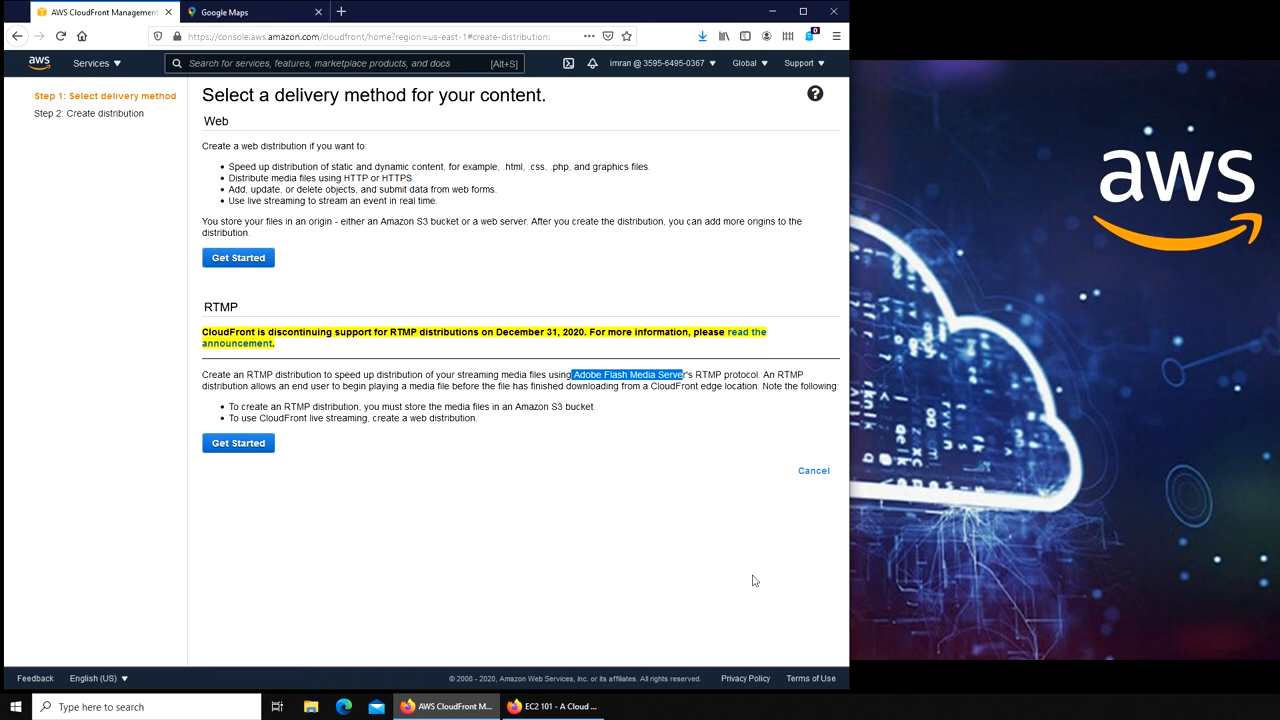 AWS CloudFront Management
Google Maps
https://console.aws.amazon.com/cloudfront/home?region=us-east-1#create-distribution:
0
aws
Services
Search for services, features, marketplace products, and docs [Alt+S]
imran @ 3595-6495-0367
Global
Support
Step 1: Select delivery method
Step 2: Create distribution
Select a delivery method for your content.
Web
Create a web distribution if you want to:
• Speed up distribution of static and dynamic content, for example, .html, .css, .php, and graphics files.
• Distribute media files using HTTP or HTTPS.
• Add, update, or delete objects, and submit data from web forms.
• Use live streaming to stream an event in real time.
You store your files in an origin - either an Amazon S3 bucket or a web server. After you create the distribution, you can add more origins to the
distribution.
Get Started
RTMP
CloudFront is discontinuing support for RTMP distributions on December 31, 2020. For more information, please read the
announcement.
Create an RTMP distribution to speed up distribution of your streaming media files using Adobe Flash Media Server's RTMP protocol. An RTMP
distribution allows an end user to begin playing a media file before the file has finished downloading from a CloudFront edge location. Note the following:
• To create an RTMP distribution, you must store the media files in an Amazon S3 bucket.
• To use CloudFront live streaming, create a web distribution.
Get Started
Cancel
Feedback
English (US)
© 2008 - 2020, Amazon Web Services, Inc. or its affiliates. All rights reserved.
Privacy Policy
Terms of Use
aws
Type here to search
AWS CloudFront M...
EC2 101 - A Cloud ...